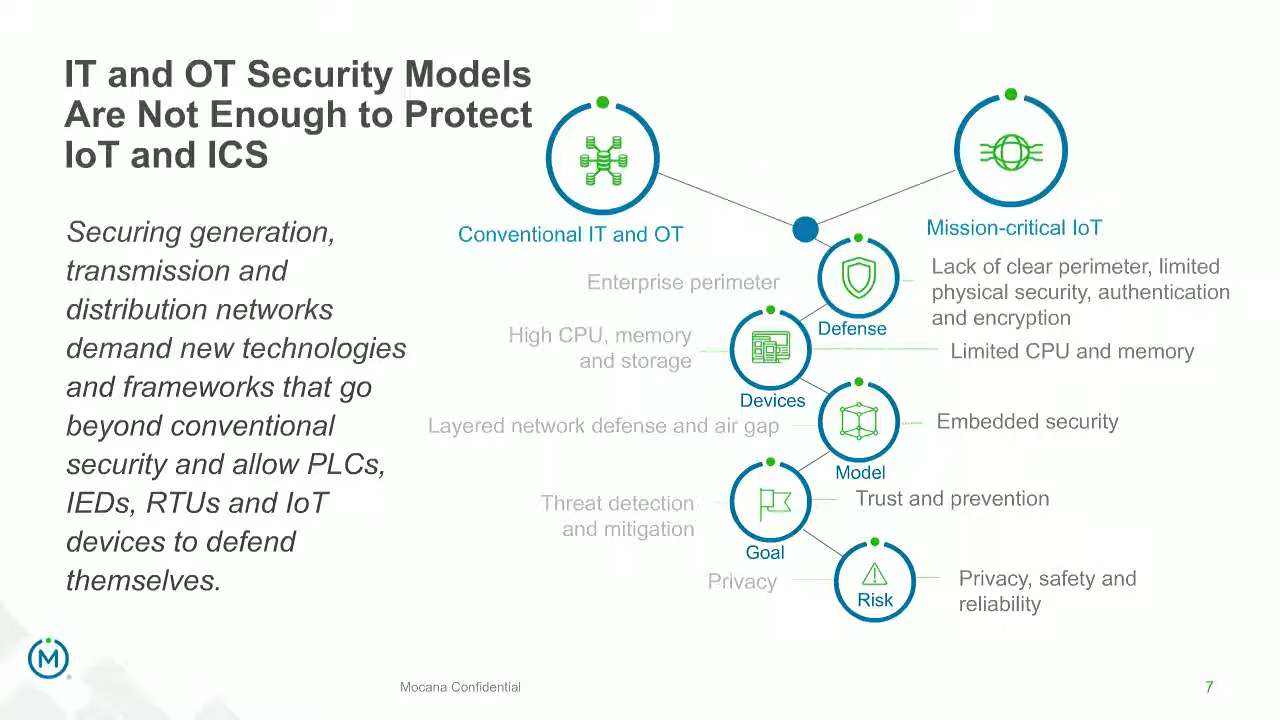 IT and OT Security Models
Are Not Enough to Protect
IoT and ICS
Securing generation,
transmission and
distribution networks
demand new technologies
and frameworks that go
beyond conventional
security and allow PLCs,
IEDs, RTUs and IoT
devices to defend
themselves.
Conventional IT and OT
Mission-critical IoT
Enterprise perimeter
Defense
Lack of clear perimeter, limited
physical security, authentication
and encryption
High CPU, memory
and storage
Devices
Limited CPU and memory
Layered network defense and air gap
Model
Embedded security
Threat detection
and mitigation
Goal
Trust and prevention
Privacy
Risk
Privacy, safety and
reliability
M
Mocana Confidential
7